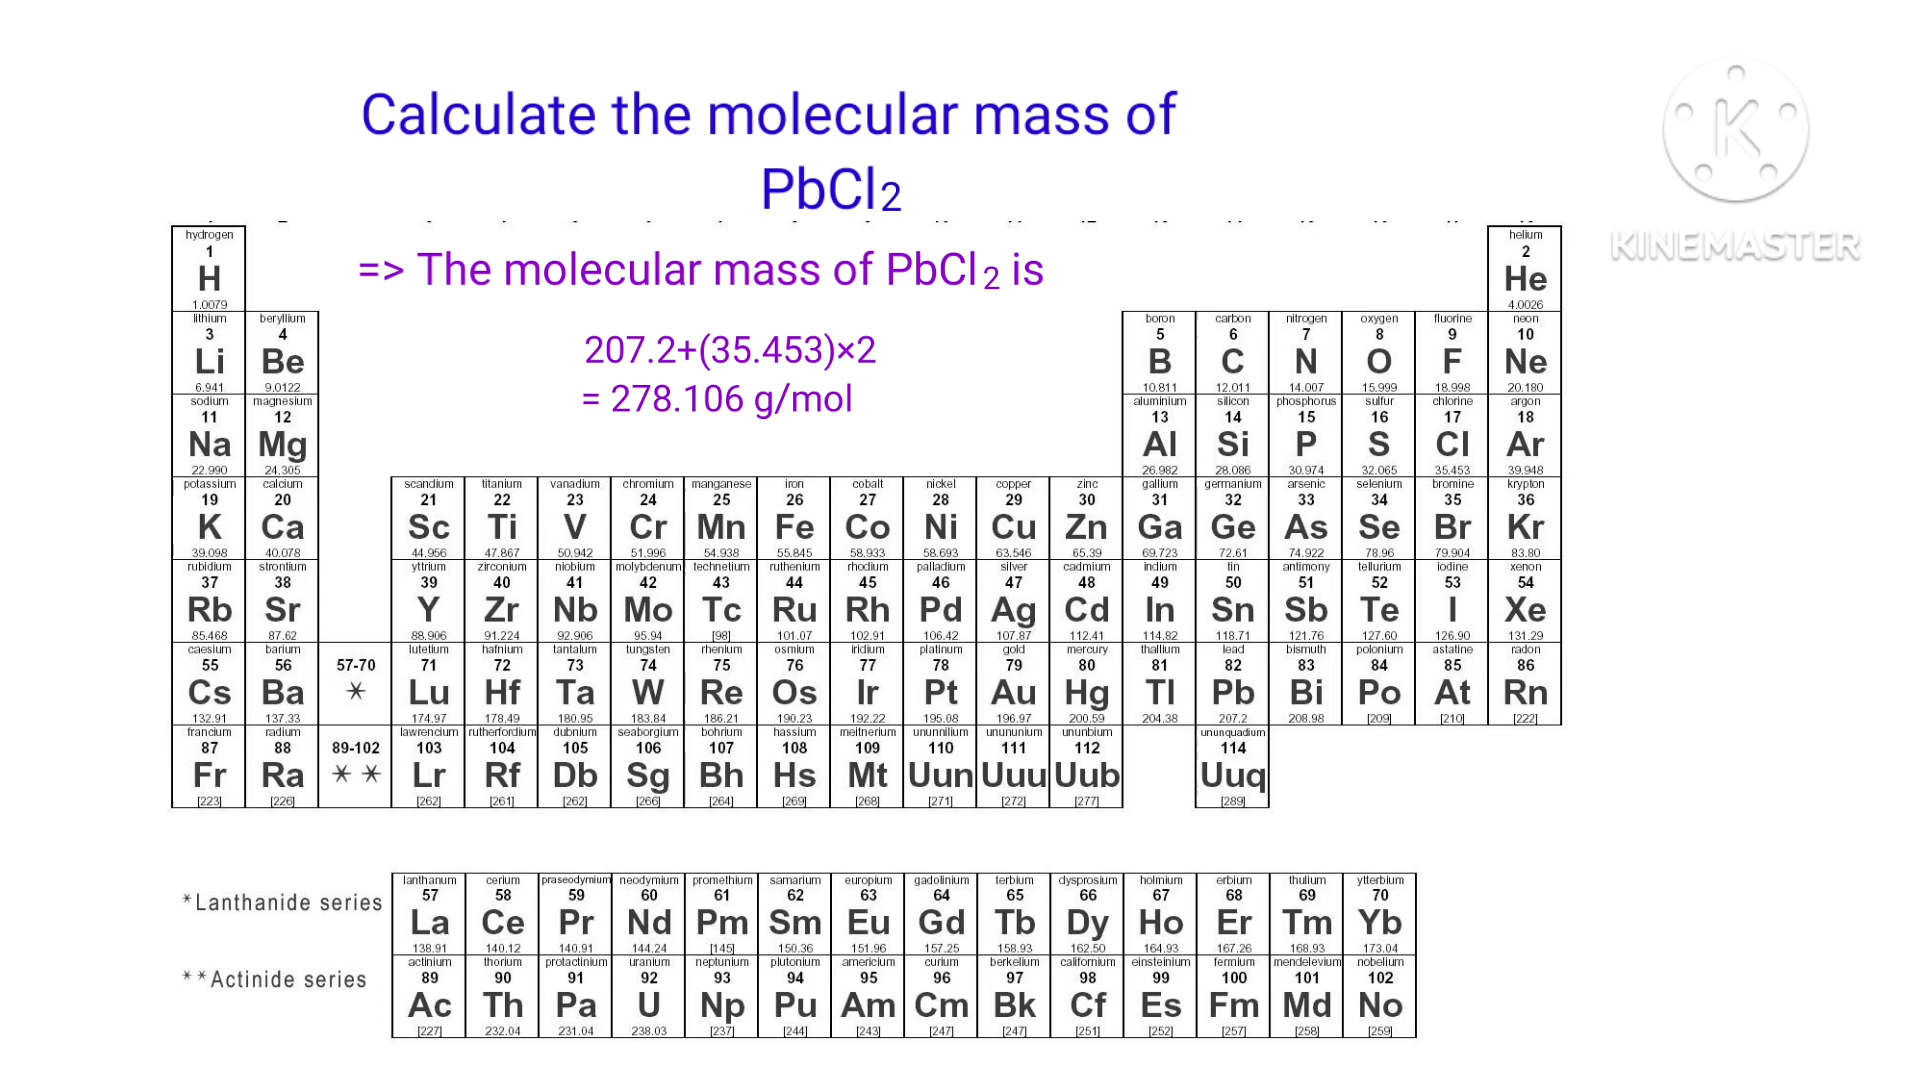 Calculate the molecular mass of
PbCl2
KINEMASTER
=> The molecular mass of PbCl2 is
207.2+(35.453)×2
= 278.106 g/mol
hydrogen helium
1 2
H He
1.0079 4.0026
lithium beryllium boron carbon nitrogen oxygen fluorine neon
3 4 5 6 7 8 9 10
Li Be B C N O F Ne
6.941 9.0122 10.811 12.011 14.007 15.999 18.998 20.180
sodium magnesium aluminium silicon phosphorus sulfur chlorine argon
11 12 13 14 15 16 17 18
Na Mg Al Si P S Cl Ar
22.990 24.305 26.982 28.086 30.974 32.065 35.453 39.948
potassium calcium scandium titanium vanadium chromium manganese iron cobalt nickel copper zinc gallium germanium arsenic selenium bromine krypton
19 20 21 22 23 24 25 26 27 28 29 30 31 32 33 34 35 36
K Ca Sc Ti V Cr Mn Fe Co Ni Cu Zn Ga Ge As Se Br Kr
39.098 40.078 44.956 47.867 50.942 51.996 54.938 55.845 58.933 58.693 63.546 65.39 69.723 72.61 74.922 78.96 79.904 83.80
rubidium strontium yttrium zirconium niobium molybdenum technetium ruthenium rhodium palladium silver cadmium indium tin antimony tellurium iodine xenon
37 38 39 40 41 42 43 44 45 46 47 48 49 50 51 52 53 54
Rb Sr Y Zr Nb Mo Tc Ru Rh Pd Ag Cd In Sn Sb Te I Xe
85.468 87.62 88.906 91.224 92.906 95.94 [98] 101.07 102.91 106.42 107.87 112.41 114.82 118.71 121.76 127.60 126.90 131.29
caesium barium lutetium hafnium tantalum tungsten rhenium osmium iridium platinum gold mercury thallium lead bismuth polonium astatine radon
55 56 57-70 71 72 73 74 75 76 77 78 79 80 81 82 83 84 85 86
Cs Ba * Lu Hf Ta W Re Os Ir Pt Au Hg Tl Pb Bi Po At Rn
132.91 137.33 174.97 178.49 180.95 183.84 186.21 190.23 192.22 195.08 196.97 200.59 204.38 207.2 208.98 [209] [210] [222]
francium radium lawrencium rutherfordium dubnium seaborgium bohrium hassium meitnerium ununnilium unununium ununbium ununquadium
87 88 89-102 103 104 105 106 107 108 109 110 111 112 114
Fr Ra * * Lr Rf Db Sg Bh Hs Mt Uun Uuu Uub Uuq
[223] [226] [262] [261] [262] [266] [264] [269] [268] [271] [272] [277] [289]
*Lanthanide series
lanthanum cerium praseodymium neodymium promethium samarium europium gadolinium terbium dysprosium holmium erbium thulium ytterbium
57 58 59 60 61 62 63 64 65 66 67 68 69 70
La Ce Pr Nd Pm Sm Eu Gd Tb Dy Ho Er Tm Yb
138.91 140.12 140.91 144.24 [145] 150.36 151.96 157.25 158.93 162.50 164.93 167.26 168.93 173.04
**Actinide series
actinium thorium protactinium uranium neptunium plutonium americium curium berkelium californium einsteinium fermium mendelevium nobelium
89 90 91 92 93 94 95 96 97 98 99 100 101 102
Ac Th Pa U Np Pu Am Cm Bk Cf Es Fm Md No
[227] 232.04 231.04 238.03 [237] [244] [243] [247] [247] [251] [252] [257] [258] [259]